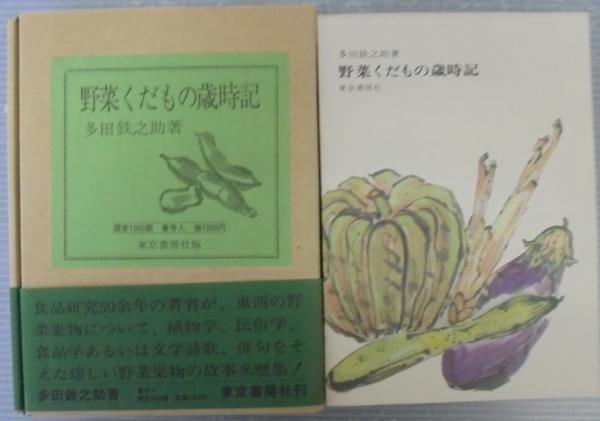 野菜くだもの歳時記
多田鉄之助著
限定1000部 番号入 価7000円
東京書房社版
食品研究50余年の著者が、東西の野
菜果物について、植物学、民俗学、
食品学あるいは文学詩歌、俳句をそ
えた珍しい野菜果物の故事来歴集!
多田鉄之助著
東京書房社刊
多田鉄之助著
野菜くだもの歳時記
東京書房社